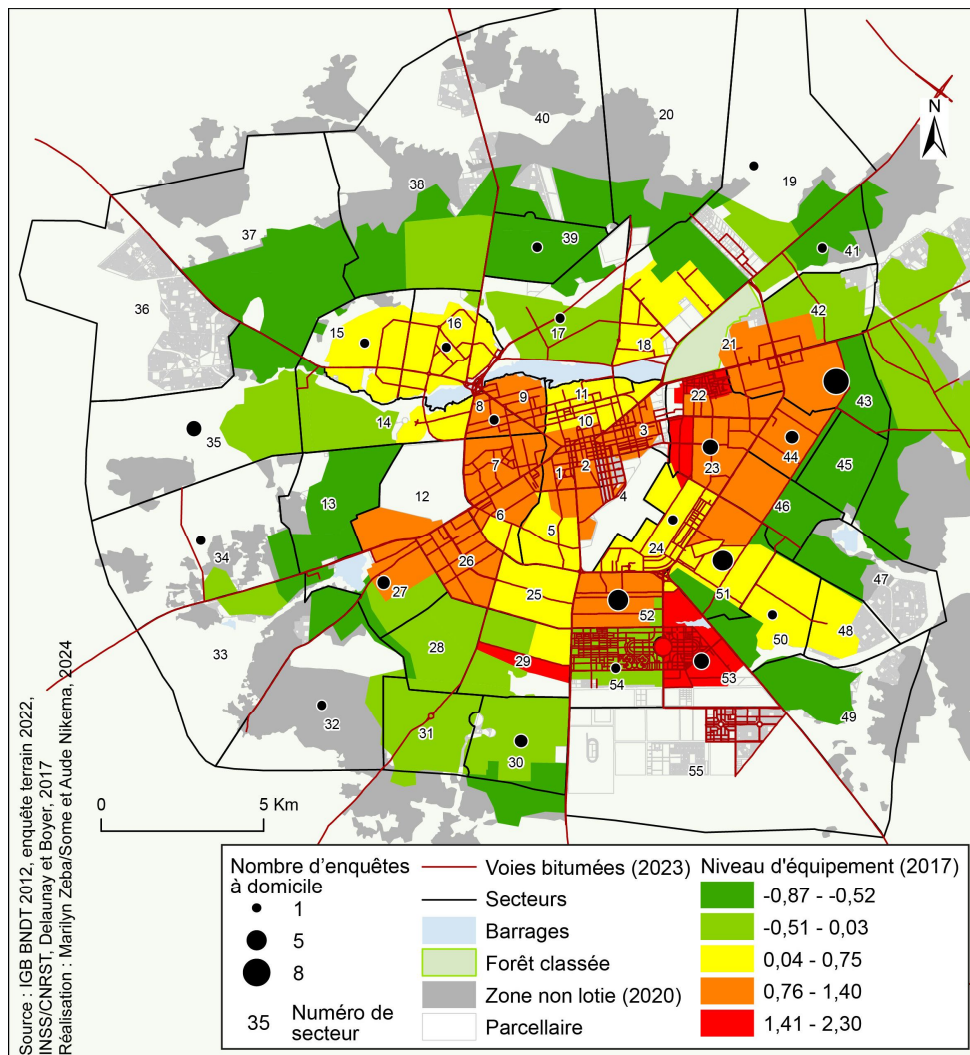 N
40
20
19
38
39
37
41
36
42
15
16
17
18
21
22
43
8
9
11
14
10
35
3
23
44
45
7
2
1
13
12
4
46
6
5
24
34
26
47
27
25
51
52
50
48
28
33
29
54
53
49
32
31
30
55
0
5 Km
Source : IGB BNDT 2012, enquête terrain 2022,
INSS/CNRST, Delaunay et Boyer, 2017
Réalisation : Marilyn Zeba/Some et Aude Nikema, 2024
Nombre d'enquêtes
à domicile
1
5
8
35
Numéro de
secteur
Voies bitumées (2023)
Secteurs
Barrages
Forêt classée
Zone non lotie (2020)
Parcellaire
Niveau d'équipement (2017)
-0,87 - -0,52
-0,51 - 0,03
0,04 - 0,75
0,76 - 1,40
1,41 - 2,30